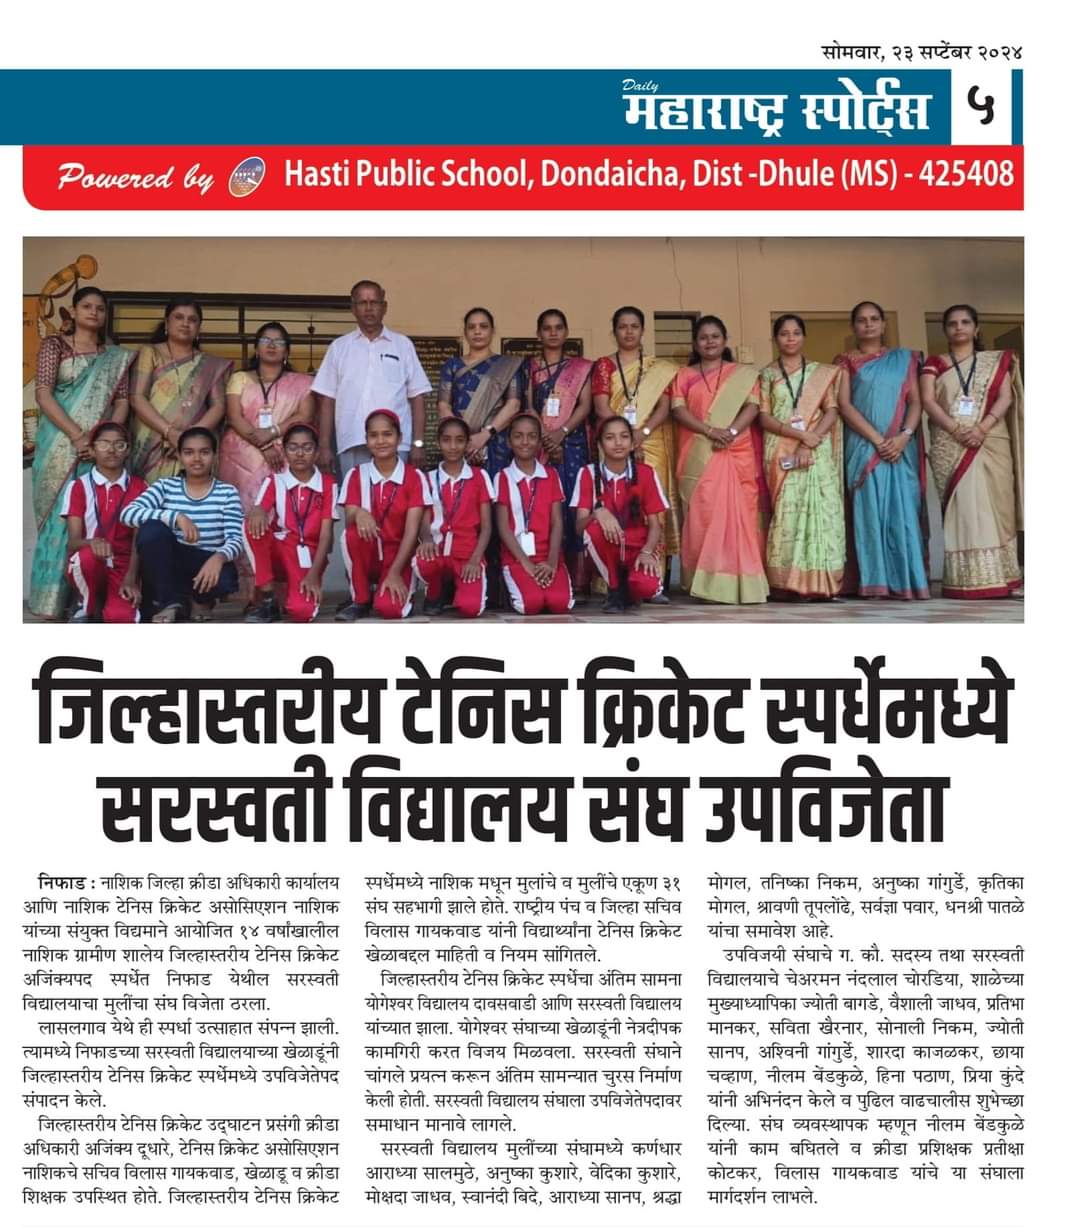 सोमवार, २३ सप्टेंबर २०२४
Daily
महाराष्ट्र स्पोर्ट्स
५
Powered by Hasti Public School, Dondaicha, Dist -Dhule (MS) - 425408
जिल्हास्तरीय टेनिस क्रिकेट स्पर्धेमध्ये
सरस्वती विद्यालय संघ उपविजेता
निफाड : नाशिक जिल्हा क्रीडा अधिकारी कार्यालय
आणि नाशिक टेनिस क्रिकेट असोसिएशन नाशिक
यांच्या संयुक्त विद्यमाने आयोजित १४ वर्षांखालील
नाशिक ग्रामीण शालेय जिल्हास्तरीय टेनिस क्रिकेट
अजिंक्यपद स्पर्धेत निफाड येथील सरस्वती
विद्यालयाचा मुलींचा संघ विजेता ठरला.
लासलगाव येथे ही स्पर्धा उत्साहात संपन्न झाली.
त्यामध्ये निफाडच्या सरस्वती विद्यालयाच्या खेळाडूंनी
जिल्हास्तरीय टेनिस क्रिकेट स्पर्धेमध्ये उपविजेतेपद
संपादन केले.
जिल्हास्तरीय टेनिस क्रिकेट उद्घाटन प्रसंगी क्रीडा
अधिकारी अजिंक्य दूधारे, टेनिस क्रिकेट असोसिएशन
नाशिकचे सचिव विलास गायकवाड, खेळाडू व क्रीडा
शिक्षक उपस्थित होते. जिल्हास्तरीय टेनिस क्रिकेट
स्पर्धेमध्ये नाशिक मधून मुलांचे व मुलींचे एकूण ३१
संघ सहभागी झाले होते. राष्ट्रीय पंच व जिल्हा सचिव
विलास गायकवाड यांनी विद्यार्थ्यांना टेनिस क्रिकेट
खेळाबद्दल माहिती व नियम सांगितले.
जिल्हास्तरीय टेनिस क्रिकेट स्पर्धेचा अंतिम सामना
योगेश्वर विद्यालय दावसवाडी आणि सरस्वती विद्यालय
यांच्यात झाला. योगेश्वर संघाच्या खेळाडूंनी नेत्रदीपक
कामगिरी करत विजय मिळवला. सरस्वती संघाने
चांगले प्रयत्न करून अंतिम सामन्यात चुरस निर्माण
केली होती. सरस्वती विद्यालय संघाला उपविजेतेपदावर
समाधान मानावे लागले.
सरस्वती विद्यालय मुलींच्या संघामध्ये कर्णधार
आराध्या सालमुठे, अनुष्का कुशारे, वेदिका कुशारे,
मोक्षदा जाधव, स्वानंदी बिदे, आराध्या सानप, श्रद्धा
मोगल, तनिष्का निकम, अनुष्का गांगुर्डे, कृतिका
मोगल, श्रावणी तूपलोंढे, सर्वज्ञा पवार, धनश्री पातळे
यांचा समावेश आहे.
उपविजयी संघाचे ग. कौ. सदस्य तथा सरस्वती
विद्यालयाचे चेअरमन नंदलाल चोरडिया, शाळेच्या
मुख्याध्यापिका ज्योती बागडे, वैशाली जाधव, प्रतिभा
मानकर, सविता खैरनार, सोनाली निकम, ज्योती
सानप, अश्विनी गांगुर्डे, शारदा काजळकर, छाया
चव्हाण, नीलम बेंडकुळे, हिना पठाण, प्रिया कुंदे
यांनी अभिनंदन केले व पुढिल वाढचालीस शुभेच्छा
दिल्या. संघ व्यवस्थापक म्हणून नीलम बेंडकुळे
यांनी काम बघितले व क्रीडा प्रशिक्षक प्रतीक्षा
कोटकर, विलास गायकवाड यांचे या संघाला
मार्गदर्शन लाभले.